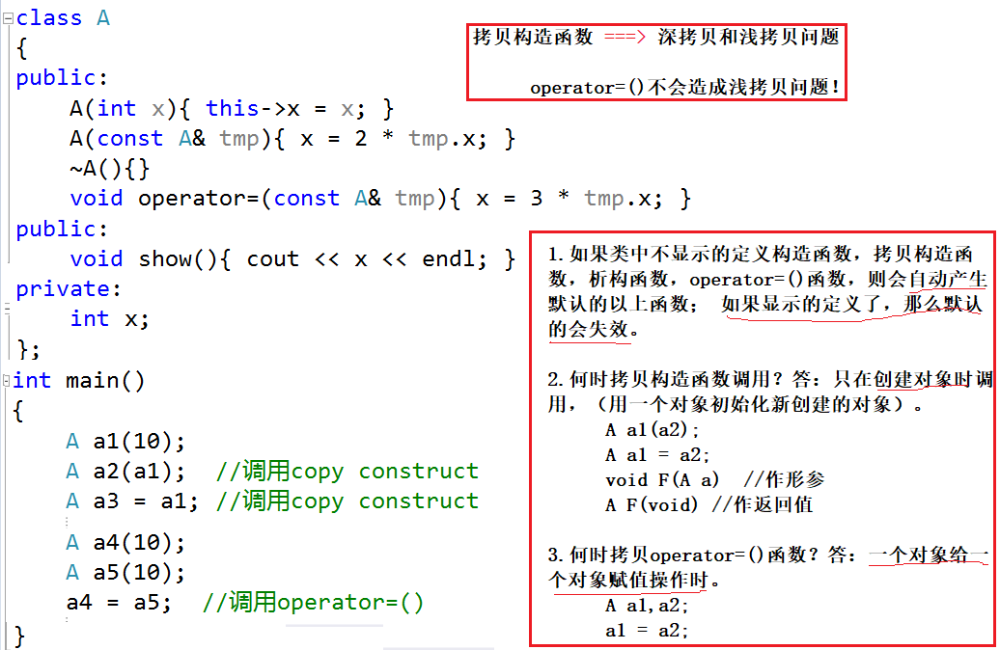 class A
{
public:
A(int x){ this->x = x; }
A(const A& tmp){ x = 2 * tmp.x; }
~A(){}
void operator=(const A& tmp){ x = 3 * tmp.x; }
public:
void show(){ cout << x << endl; }
private:
int x;
};
int main()
{
A a1(10);
A a2(a1); //调用copy construct
A a3 = a1; //调用copy construct
A a4(10);
A a5(10);
a4 = a5; //调用operator=()
}
拷贝构造函数 ===> 深拷贝和浅拷贝问题
operator=()不会造成浅拷贝问题!
1.如果类中不显示的定义构造函数,拷贝构造函
数,析构函数,operator=()函数,则会自动产生
默认的以上函数; 如果显示的定义了,那么默认
的会失效。
2.何时拷贝构造函数调用?答:只在创建对象时调
用,(用一个对象初始化新创建的对象)。
A a1(a2);
A a1 = a2;
void F(A a) //作形参
A F(void) //作返回值
3.何时拷贝operator=()函数?答:一个对象给一
个对象赋值操作时。
A a1,a2;
a1 = a2;